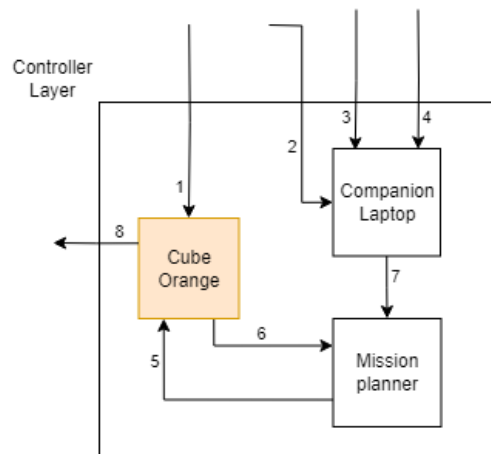 Controller
Layer
3
4
2
Companion
Laptop
1
8
Cube
Orange
7
6
5
Mission
planner